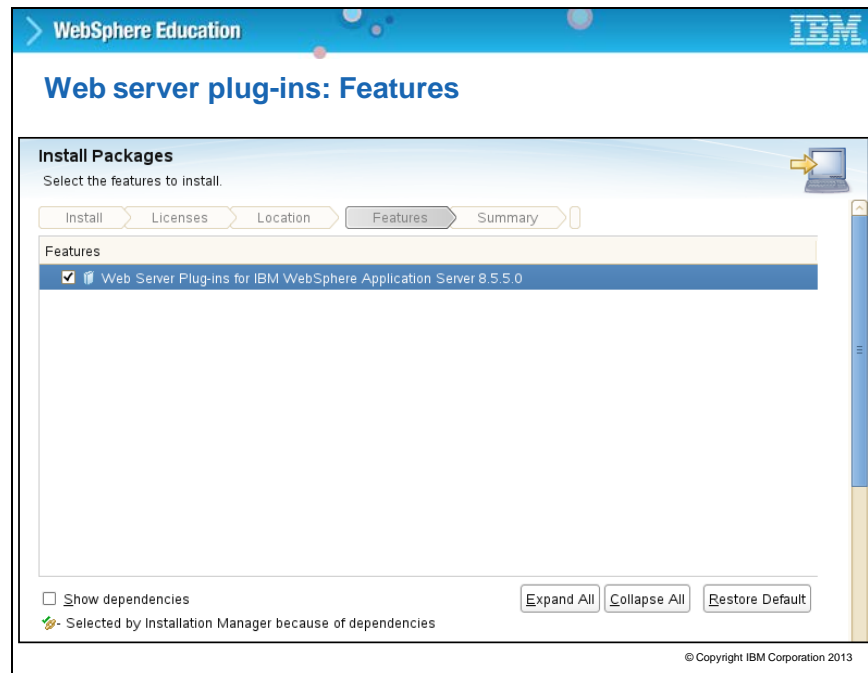 WebSphere Education
IBM
Web server plug-ins: Features
Install Packages
Select the features to install.
Install Licenses Location Features Summary
Features
Web Server Plug-ins for IBM WebSphere Application Server 8.5.5.0
Show dependencies Expand All Collapse All Restore Default
- Selected by Installation Manager because of dependencies
© Copyright IBM Corporation 2013